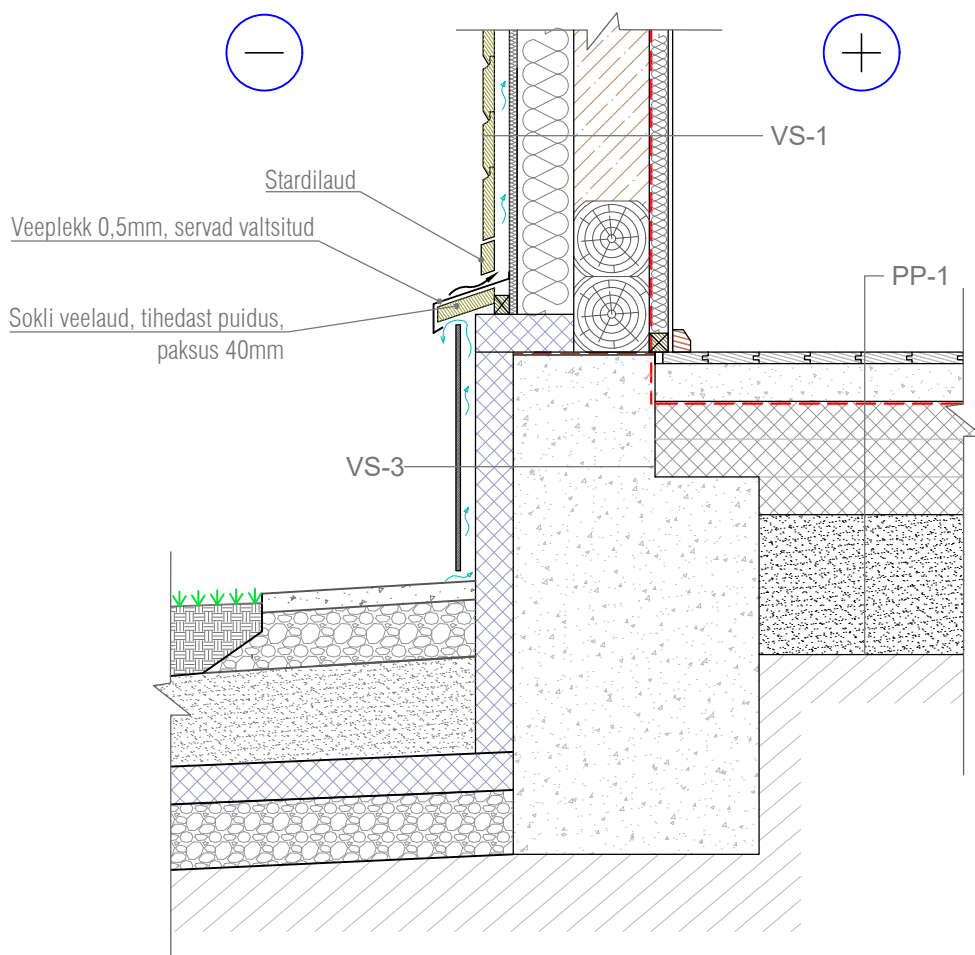 VS-1
Stardilaud
Veeplekk 0,5mm, servad valtsitud
PP-1
Sokli veelaud, tihedast puidus,
paksus 40mm
VS-3